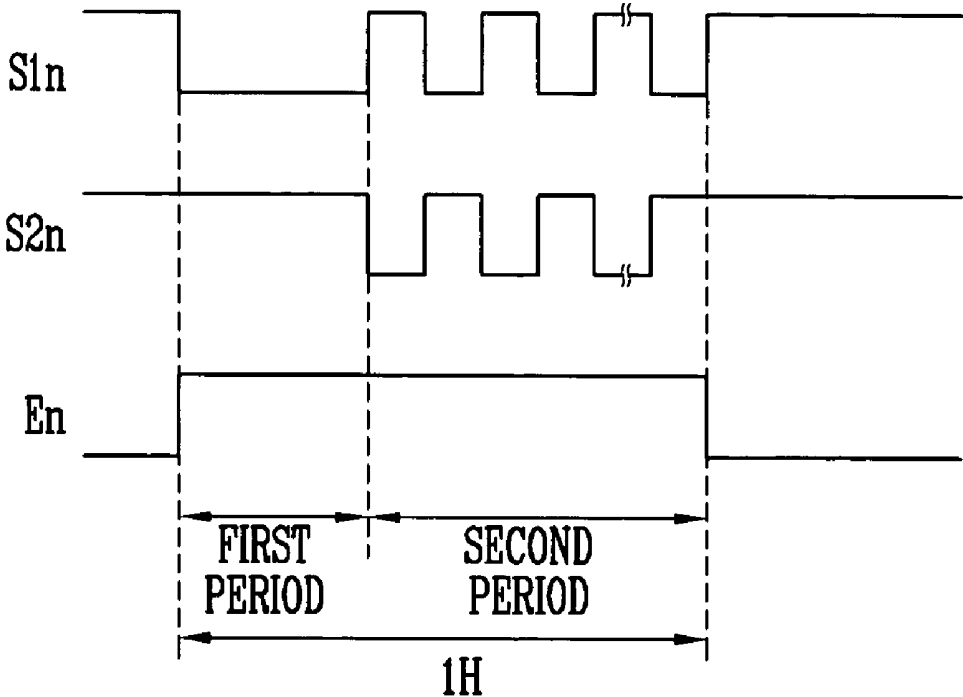 S1n
S2n
En
FIRST
PERIOD
SECOND
PERIOD
1H